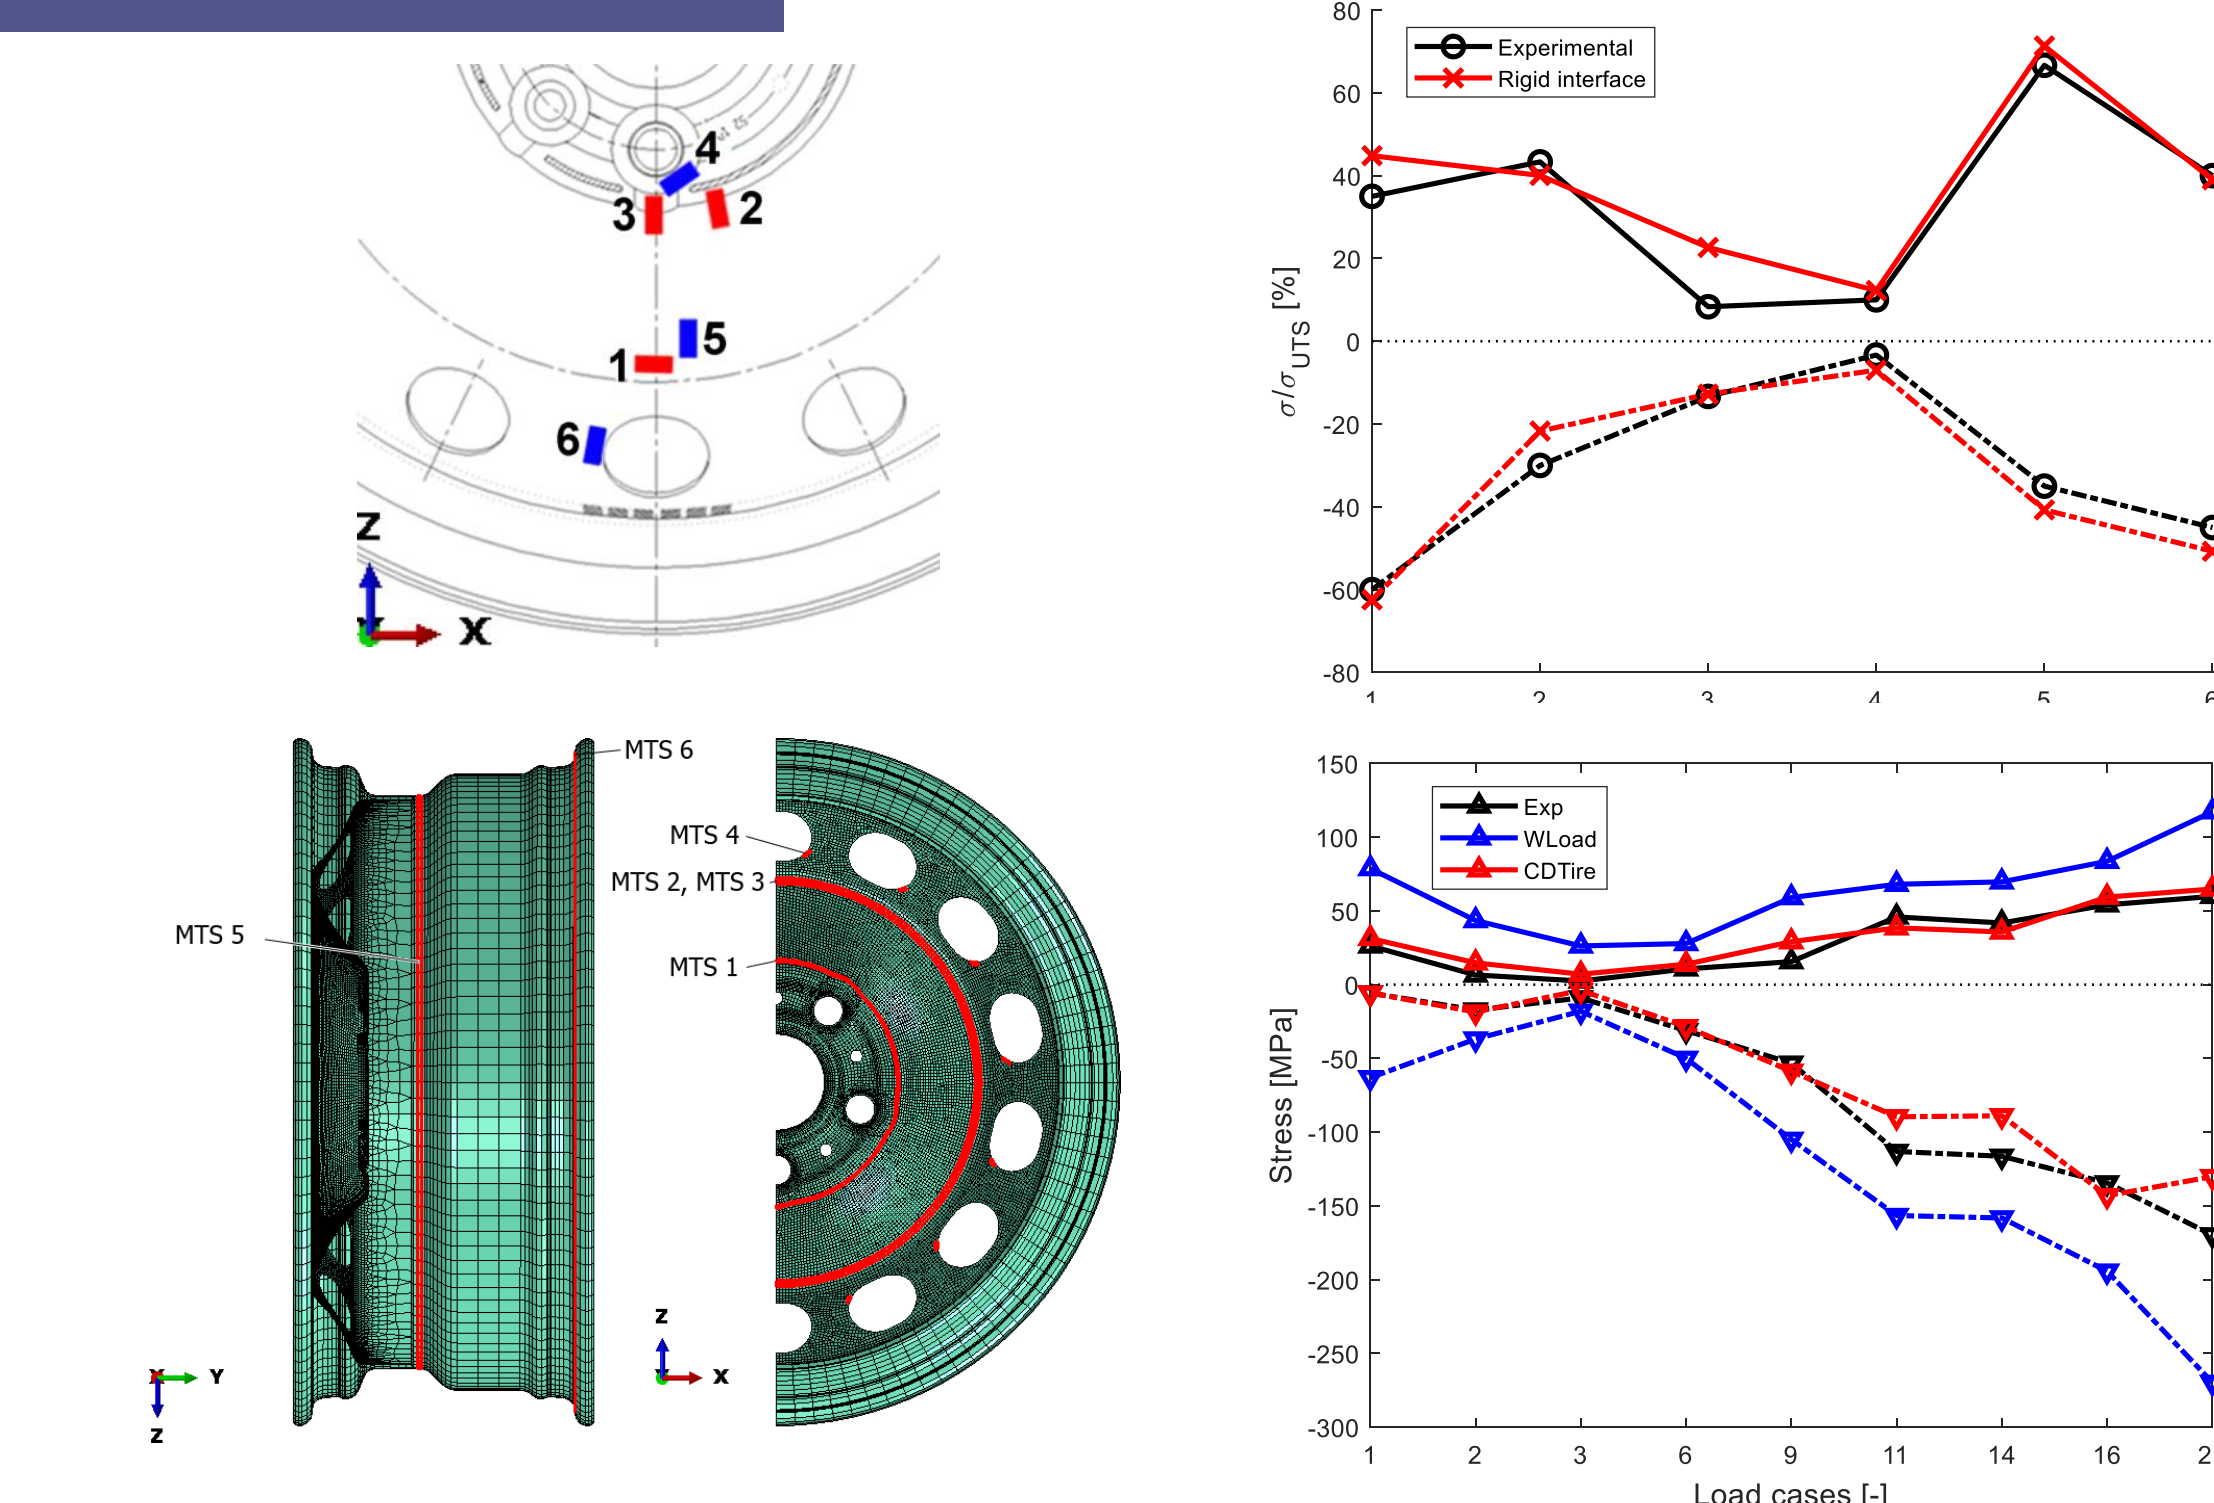 4
3
2
5
1
6
Z
X
80
60
40
20
0
-20
-40
-60
-80
σ/σUTS [%]
Experimental
Rigid interface
1
2
3
4
5
6
MTS 6
MTS 4
MTS 2, MTS 3
MTS 5
MTS 1
Y
Z
Z
X
150
100
50
0
-50
-100
-150
-200
-250
-300
Stress [MPa]
Exp
WLoad
CDTire
1
2
3
6
9
11
14
16
2
Load cases [-]